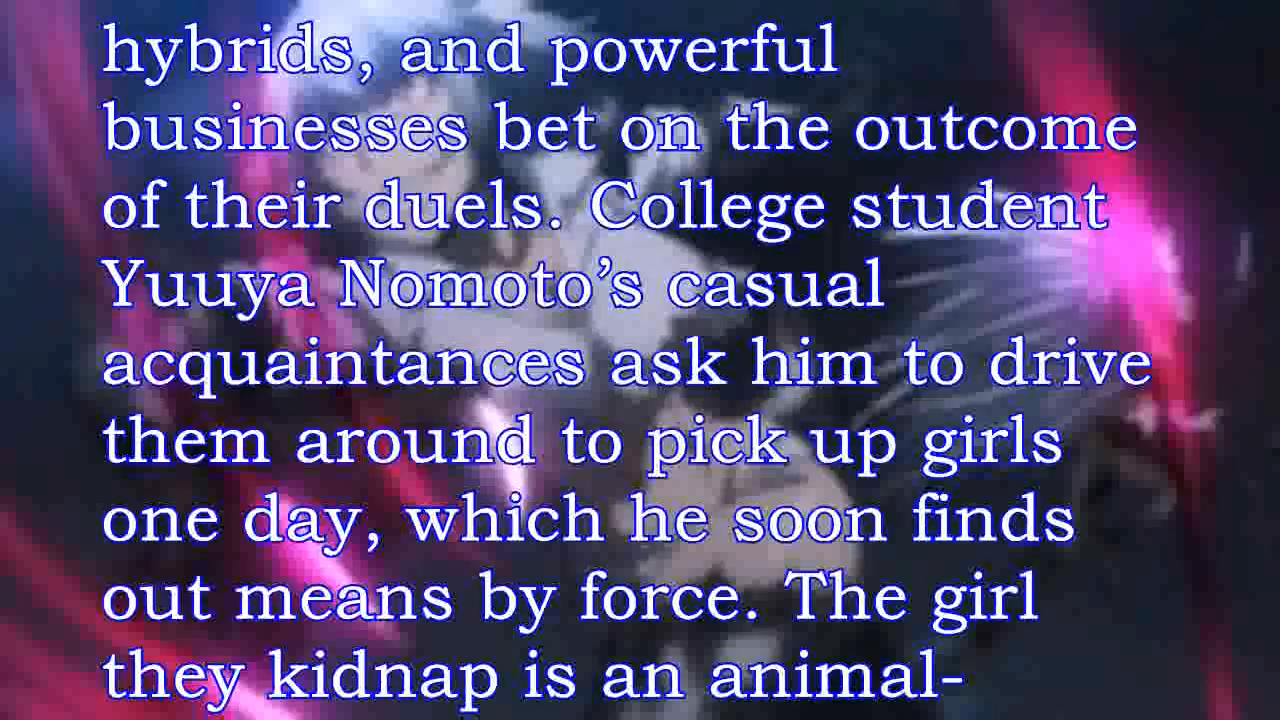 hybrids, and powerful
businesses bet on the outcome
of their duels. College student
Yuuya Nomoto’s casual
acquaintances ask him to drive
them around to pick up girls
one day, which he soon finds
out means by force. The girl
they kidnap is an animal-